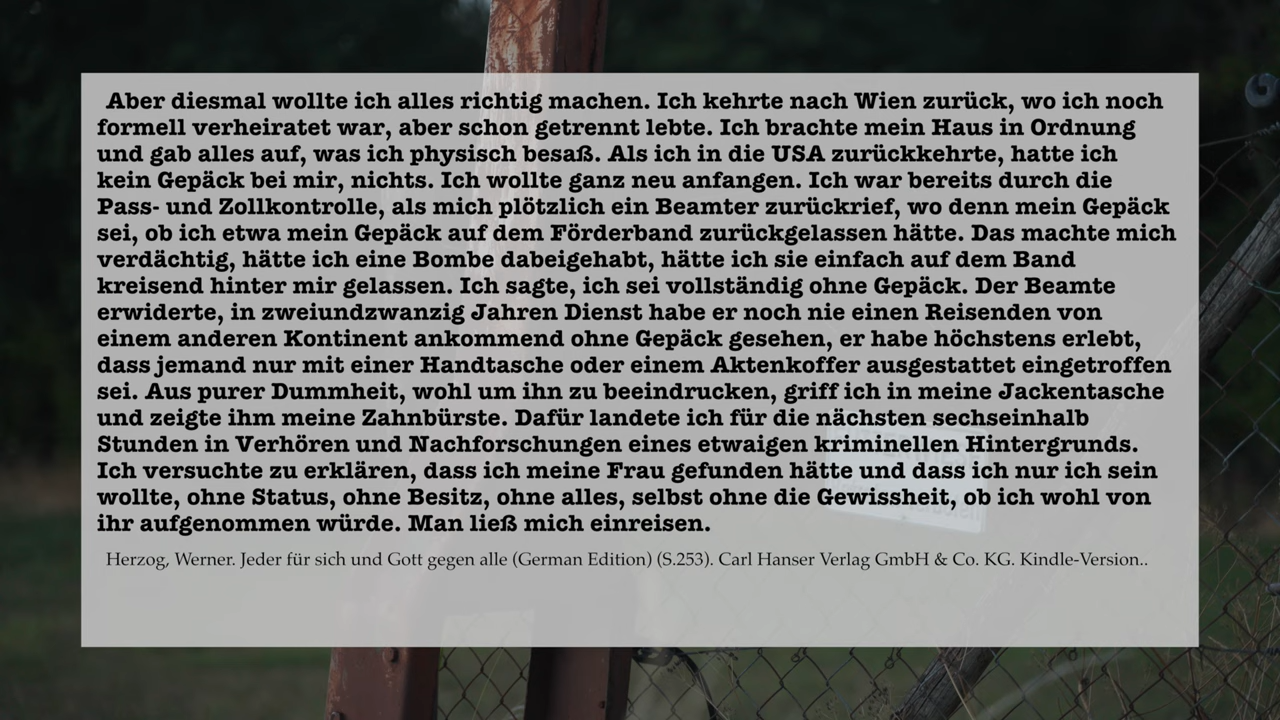 Aber diesmal wollte ich alles richtig machen. Ich kehrte nach Wien zurück, wo ich noch
formell verheiratet war, aber schon getrennt lebte. Ich brachte mein Haus in Ordnung
und gab alles auf, was ich physisch besaß. Als ich in die USA zurückkehrte, hatte ich
kein Gepäck bei mir, nichts. Ich wollte ganz neu anfangen. Ich war bereits durch die
Pass- und Zollkontrolle, als mich plötzlich ein Beamter zurückrief, wo denn mein Gepäck
sei, ob ich etwa mein Gepäck auf dem Förderband zurückgelassen hätte. Das machte mich
verdächtig, hätte ich eine Bombe dabeigehabt, hätte ich sie einfach auf dem Band
kreisend hinter mir gelassen. Ich sagte, ich sei vollständig ohne Gepäck. Der Beamte
erwiderte, in zweiundzwanzig Jahren Dienst habe er noch nie einen Reisenden von
einem anderen Kontinent ankommend ohne Gepäck gesehen, er habe höchstens erlebt,
dass jemand nur mit einer Handtasche oder einem Aktenkoffer ausgestattet eingetroffen
sei. Aus purer Dummheit, wohl um ihn zu beeindrucken, griff ich in meine Jackentasche
und zeigte ihm meine Zahnbürste. Dafür landete ich für die nächsten sechseinhalb
Stunden in Verhören und Nachforschungen eines etwaigen kriminellen Hintergrunds.
Ich versuchte zu erklären, dass ich meine Frau gefunden hätte und dass ich nur ich sein
wollte, ohne Status, ohne Besitz, ohne alles, selbst ohne die Gewissheit, ob ich wohl von
ihr aufgenommen würde. Man ließ mich einreisen.
Herzog, Werner. Jeder für sich und Gott gegen alle (German Edition) (S.253). Carl Hanser Verlag GmbH & Co. KG. Kindle-Version..